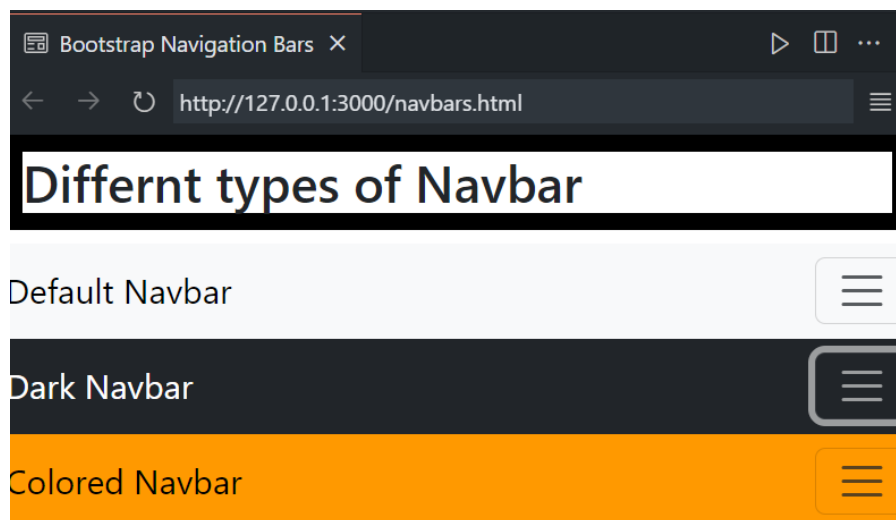 Bootstrap Navigation Bars
http://127.0.0.1:3000/navbars.html
Differnt types of Navbar
Default Navbar
Dark Navbar
Colored Navbar